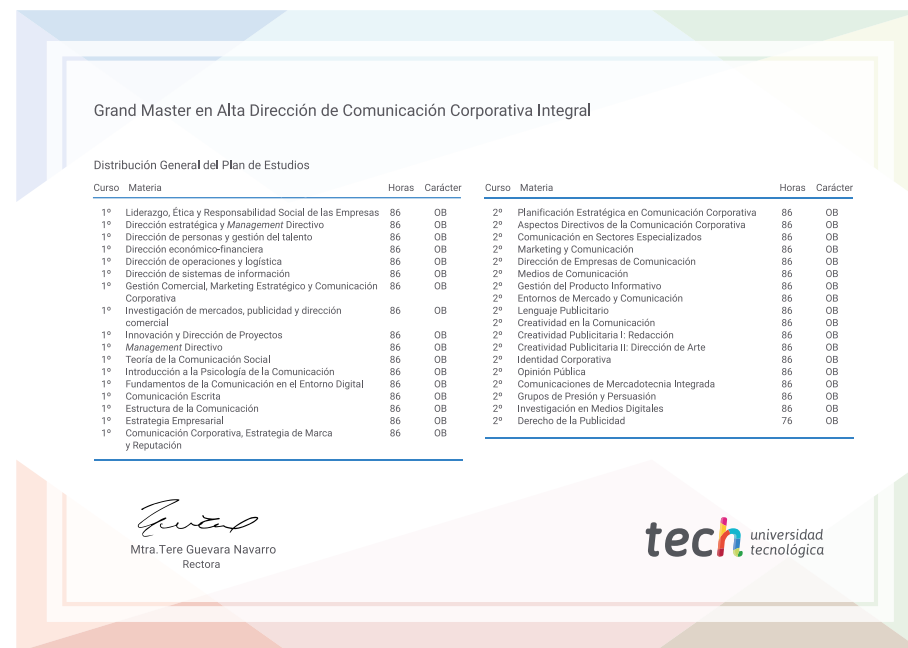 Grand Master en Alta Dirección de Comunicación Corporativa Integral
Distribución General del Plan de Estudios
Curso Materia Horas Carácter
1º Liderazgo, Ética y Responsabilidad Social de las Empresas 86 OB
1º Dirección estratégica y Management Directivo 86 OB
1º Dirección de personas y gestión del talento 86 OB
1º Dirección económico-financiera 86 OB
1º Dirección de operaciones y logística 86 OB
1º Dirección de sistemas de información 86 OB
1º Gestión Comercial, Marketing Estratégico y Comunicación 86 OB
Corporativa
1º Investigación de mercados, publicidad y dirección 86 OB
comercial
1º Innovación y Dirección de Proyectos 86 OB
1º Management Directivo 86 OB
1º Teoría de la Comunicación Social 86 OB
1º Introducción a la Psicología de la Comunicación 86 OB
1º Fundamentos de la Comunicación en el Entorno Digital 86 OB
1º Comunicación Escrita 86 OB
1º Estructura de la Comunicación 86 OB
1º Estrategia Empresarial 86 OB
1º Comunicación Corporativa, Estrategia de Marca 86 OB
y Reputación
Curso Materia Horas Carácter
2º Planificación Estratégica en Comunicación Corporativa 86 OB
2º Aspectos Directivos de la Comunicación Corporativa 86 OB
2º Comunicación en Sectores Especializados 86 OB
2º Marketing y Comunicación 86 OB
2º Dirección de Empresas de Comunicación 86 OB
2º Medios de Comunicación 86 OB
2º Gestión del Producto Informativo 86 OB
2º Entornos de Mercado y Comunicación 86 OB
2º Lenguaje Publicitario 86 OB
2º Creatividad en la Comunicación 86 OB
2º Creatividad Publicitaria I: Redacción 86 OB
2º Creatividad Publicitaria II: Dirección de Arte 86 OB
2º Identidad Corporativa 86 OB
2º Opinión Pública 86 OB
2º Comunicaciones de Mercadotecnia Integrada 86 OB
2º Grupos de Presión y Persuasión 86 OB
2º Investigación en Medios Digitales 86 OB
2º Derecho de la Publicidad 76 OB
Mtra.Tere Guevara Navarro
Rectora
tech universidad
tecnológica